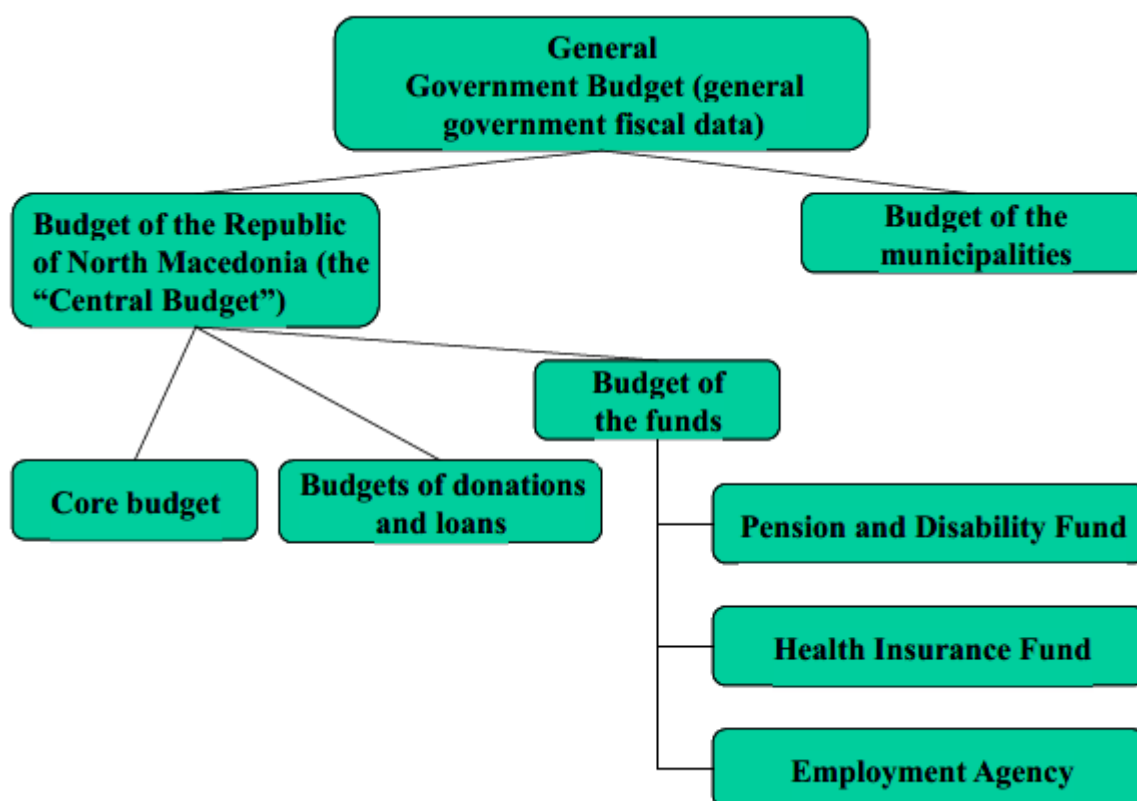 General
Government Budget (general
government fiscal data)
Budget of the Republic
of North Macedonia (the
“Central Budget”)
Budget of the
municipalities
Budget of
the funds
Core budget
Budgets of donations
and loans
Pension and Disability Fund
Health Insurance Fund
Employment Agency